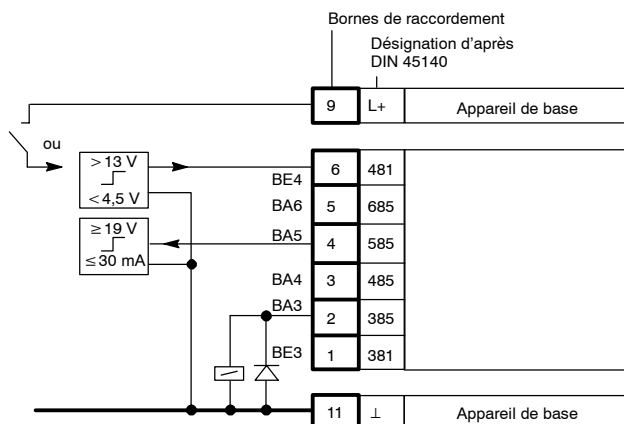 Bornes de raccordement
Désignation d'après
DIN 45140
9 L+ Appareil de base
ou
>13 V
<4,5 V
BE4 6 481
BA6 5 685
≥19 V
≤30 mA
BA5 4 585
BA4 3 485
BA3 2 385
BE3 1 381
11 ⊥ Appareil de base